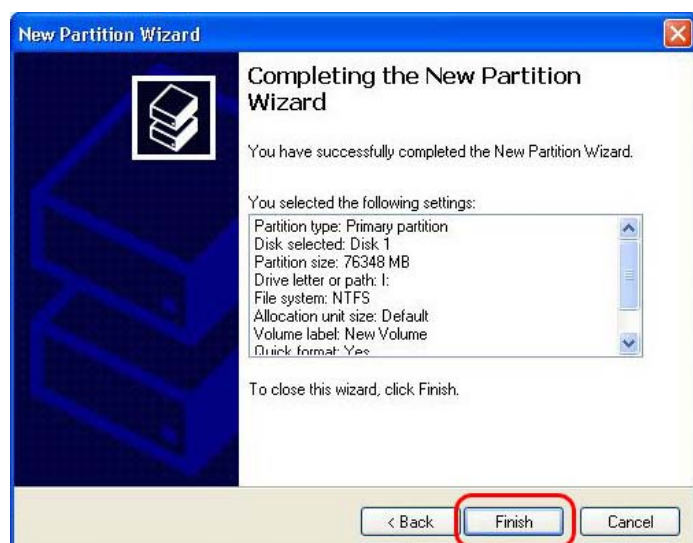 New Partition Wizard
Completing the New Partition
Wizard
You have successfully completed the New Partition Wizard.
You selected the following settings:
Partition type: Primary partition
Disk selected: Disk 1
Partition size: 76348 MB
Drive letter or path: I:
File system: NTFS
Allocation unit size: Default
Volume label: New Volume
Quick format: Yes
To close this wizard, click Finish.
< Back
Finish
Cancel